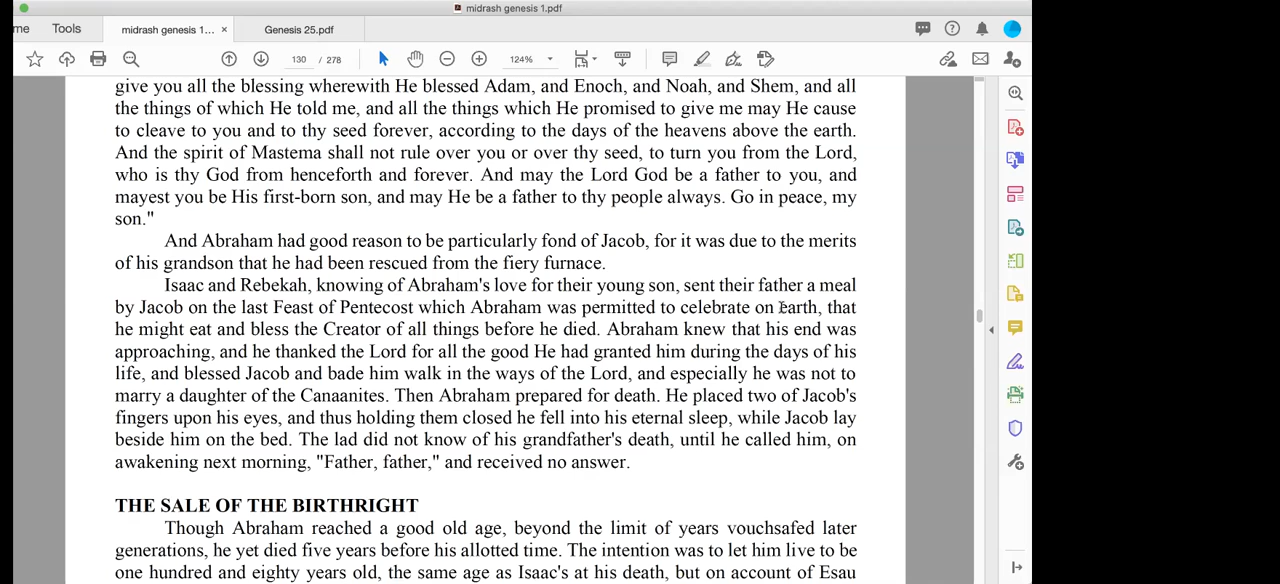 midrash genesis 1.pdf
me Tools midrash genesis 1... × Genesis 25.pdf
130 / 278 124%
give you all the blessing wherewith He blessed Adam, and Enoch, and Noah, and Shem, and all
the things of which He told me, and all the things which He promised to give me may He cause
to cleave to you and to thy seed forever, according to the days of the heavens above the earth.
And the spirit of Mastema shall not rule over you or over thy seed, to turn you from the Lord,
who is thy God from henceforth and forever. And may the Lord God be a father to you, and
mayest you be His first-born son, and may He be a father to thy people always. Go in peace, my
son."
And Abraham had good reason to be particularly fond of Jacob, for it was due to the merits
of his grandson that he had been rescued from the fiery furnace.
Isaac and Rebekah, knowing of Abraham's love for their young son, sent their father a meal
by Jacob on the last Feast of Pentecost which Abraham was permitted to celebrate on earth, that
he might eat and bless the Creator of all things before he died. Abraham knew that his end was
approaching, and he thanked the Lord for all the good He had granted him during the days of his
life, and blessed Jacob and bade him walk in the ways of the Lord, and especially he was not to
marry a daughter of the Canaanites. Then Abraham prepared for death. He placed two of Jacob's
fingers upon his eyes, and thus holding them closed he fell into his eternal sleep, while Jacob lay
beside him on the bed. The lad did not know of his grandfather's death, until he called him, on
awakening next morning, "Father, father," and received no answer.
THE SALE OF THE BIRTHRIGHT
Though Abraham reached a good old age, beyond the limit of years vouchsafed later
generations, he yet died five years before his allotted time. The intention was to let him live to be
one hundred and eighty years old, the same age as Isaac's at his death, but on account of Esau